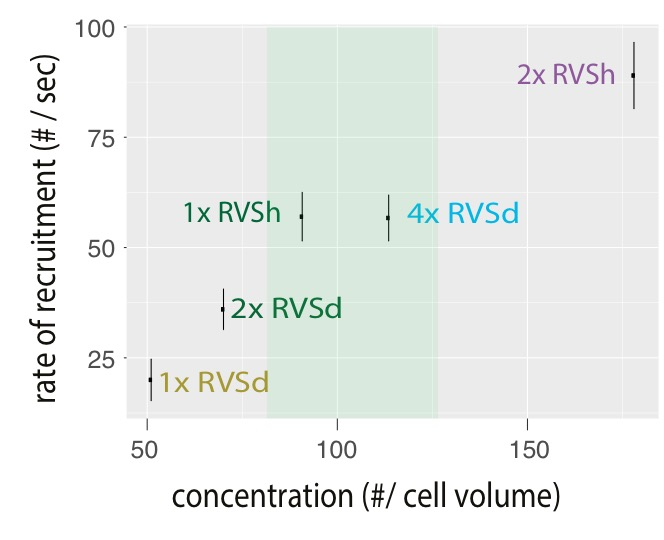 rate of recruitment (# / sec)
100
75
50
25
2x RVSh
1x RVSh
4x RVSd
2x RVSd
1x RVSd
50
100
150
concentration (#/ cell volume)